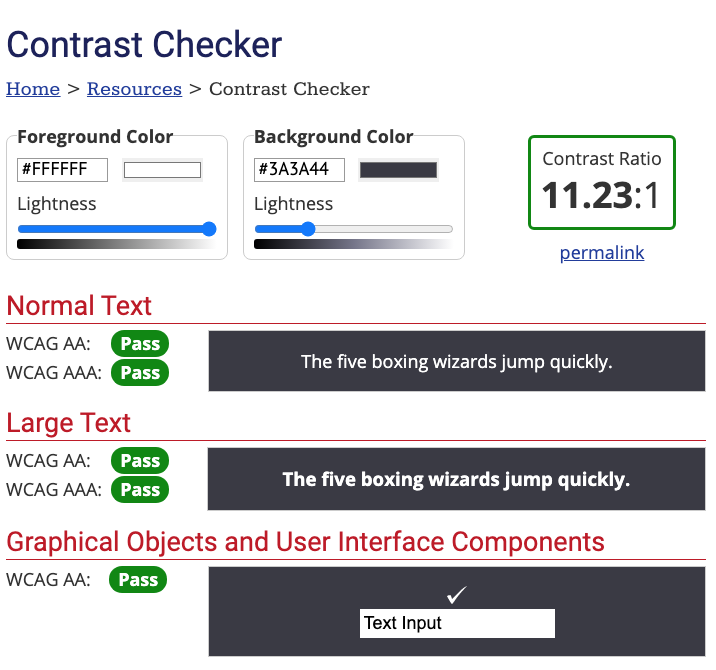 Contrast Checker
Home > Resources > Contrast Checker
Foreground Color
#FFFFFF
Lightness
Background Color
#3A3A44
Lightness
Contrast Ratio
11.23:1
permalink
Normal Text
WCAG AA: Pass
WCAG AAA: Pass
The five boxing wizards jump quickly.
Large Text
WCAG AA: Pass
WCAG AAA: Pass
The five boxing wizards jump quickly.
Graphical Objects and User Interface Components
WCAG AA: Pass
✓
Text Input